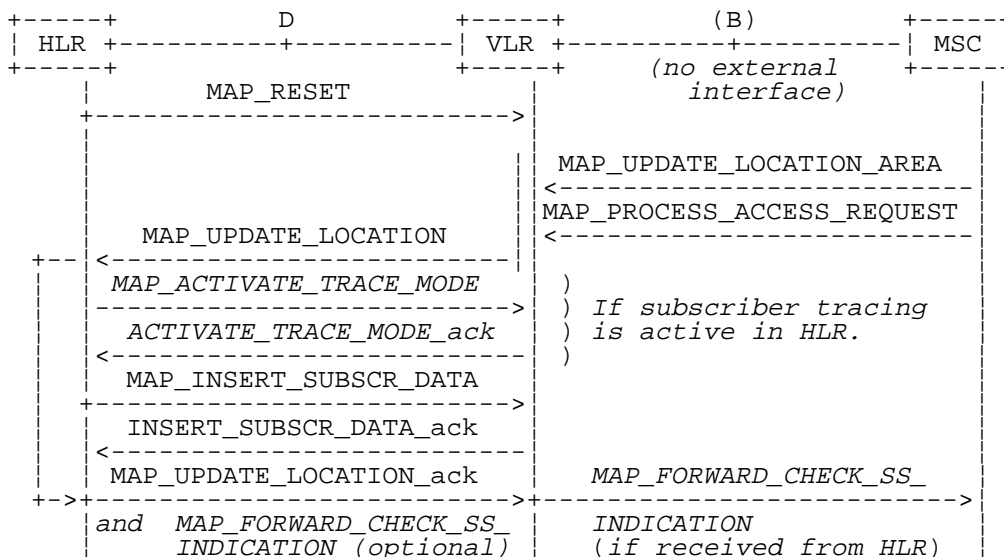 D (B)
HLR VLR MSC
(no external
MAP_RESET interface)
MAP_UPDATE_LOCATION_AREA
MAP_PROCESS_ACCESS_REQUEST
MAP_UPDATE_LOCATION
MAP_ACTIVATE_TRACE_MODE )
) If subscriber tracing
ACTIVATE_TRACE_MODE_ack ) is active in HLR.
)
MAP_INSERT_SUBSCR_DATA
INSERT_SUBSCR_DATA_ack
MAP_UPDATE_LOCATION_ack MAP_FORWARD_CHECK_SS_
and MAP_FORWARD_CHECK_SS_ INDICATION
INDICATION (optional) (if received from HLR)